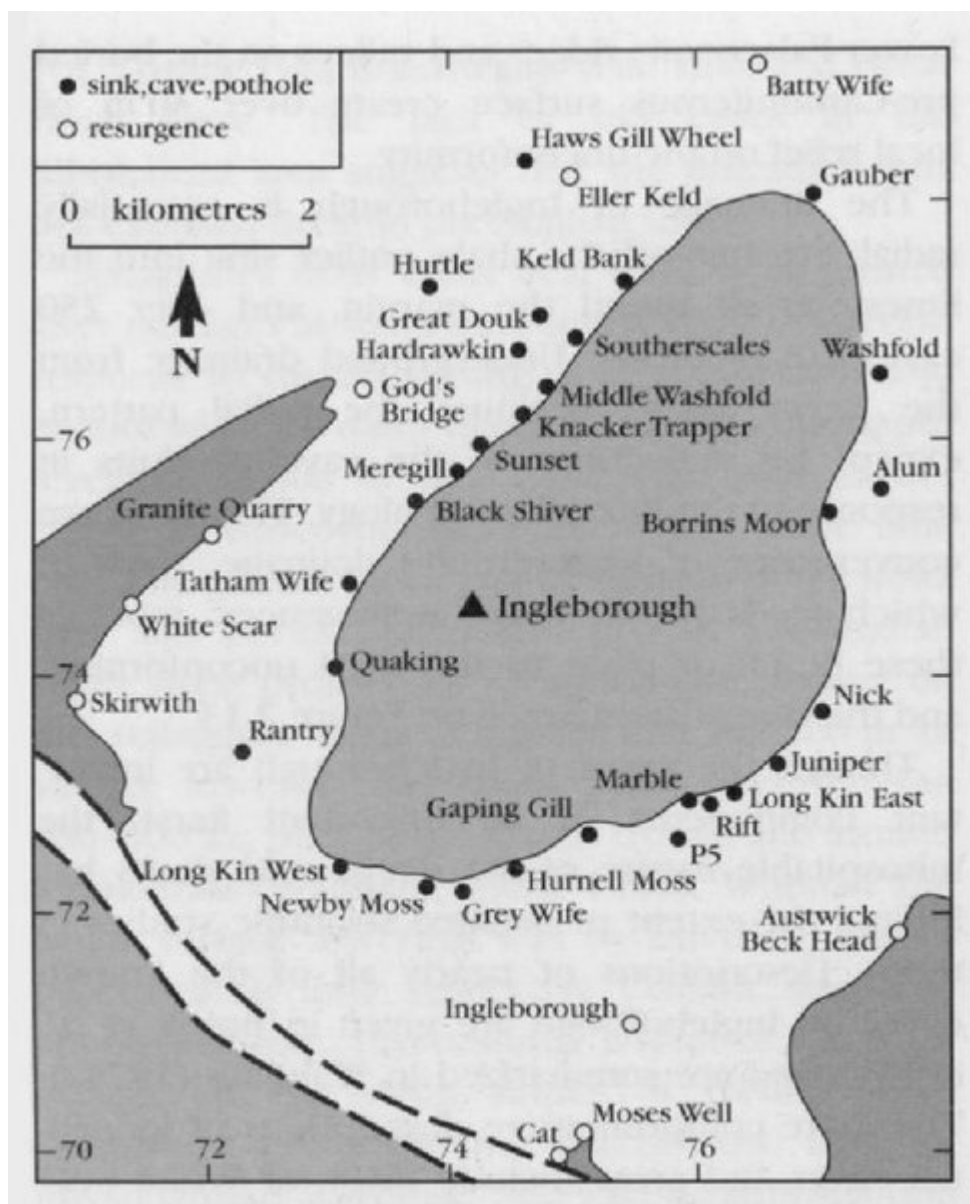 sink,cave,pothole
resurgence
0 kilometres 2
N
Batty Wife
Haws Gill Wheel
Eller Keld
Gauber
Hurtle
Keld Bank
Great Douk
Hardrawkin
Southerscales
Washfold
God's
Bridge
Middle Washfold
Knacker Trapper
76
Sunset
Meregill
Alum
Granite Quarry
Black Shiver
Borrins Moor
Tatham Wife
Ingleborough
White Scar
Quaking
74
Skirwith
Nick
Rantry
Juniper
Marble
Long Kin East
Gaping Gill
Rift
P5
Long Kin West
Hurnell Moss
Newby Moss
Grey Wife
72
Austwick
Beck Head
Ingleborough
Moses Well
Cat
70
72
74
76